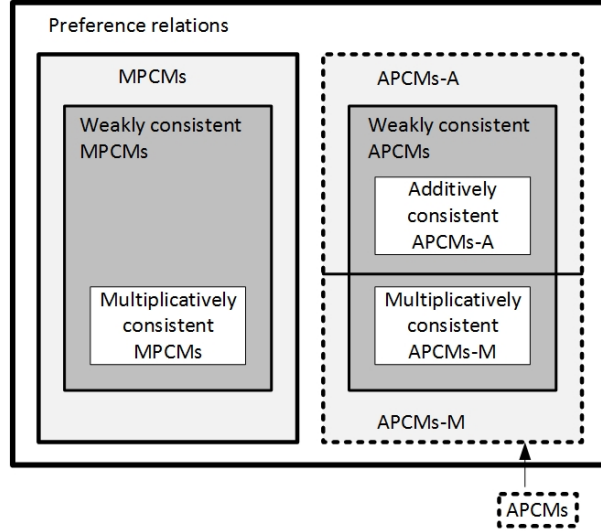 Preference relations
MPCMs
Weakly consistent
MPCMs
Multiplicatively
consistent
MPCMs
APCMs-A
Weakly consistent
APCMs
Additively
consistent
APCMs-A
Multiplicatively
consistent
APCMs-M
APCMs-M
APCMs